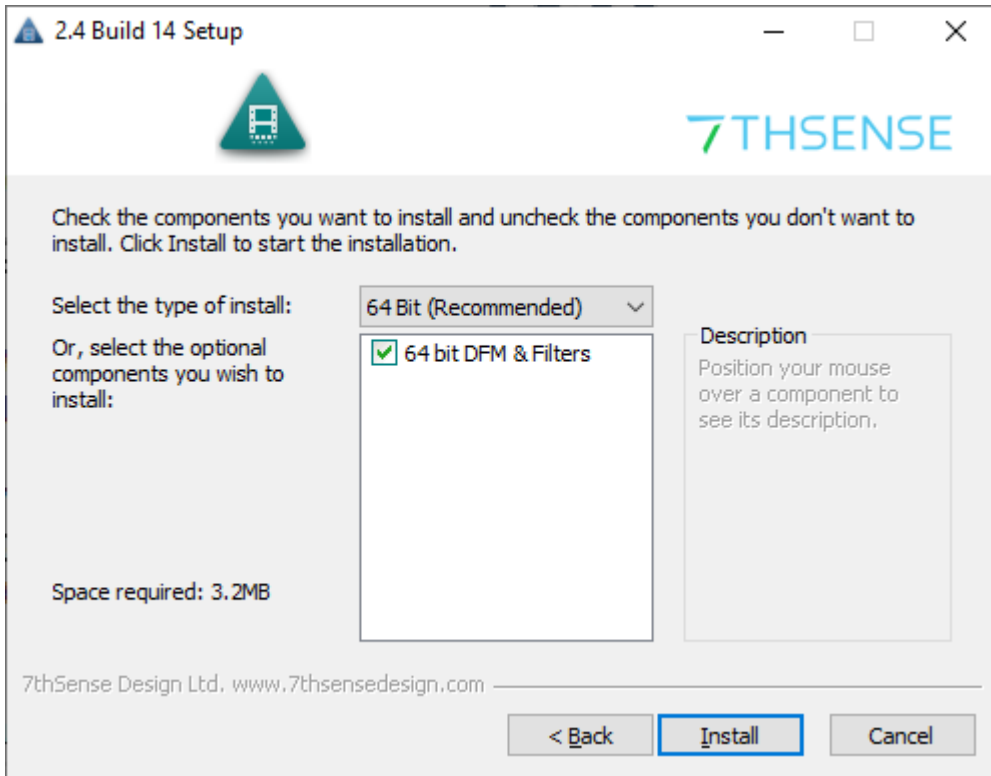 2.4 Build 14 Setup
7THSENSE
Check the components you want to install and uncheck the components you don't want to
install. Click Install to start the installation.
Select the type of install:
64 Bit (Recommended)
Or, select the optional
components you wish to
install:
64 bit DFM & Filters
Description
Position your mouse
over a component to
see its description.
Space required: 3.2MB
7thSense Design Ltd. www.7thsensedesign.com
< Back
Install
Cancel